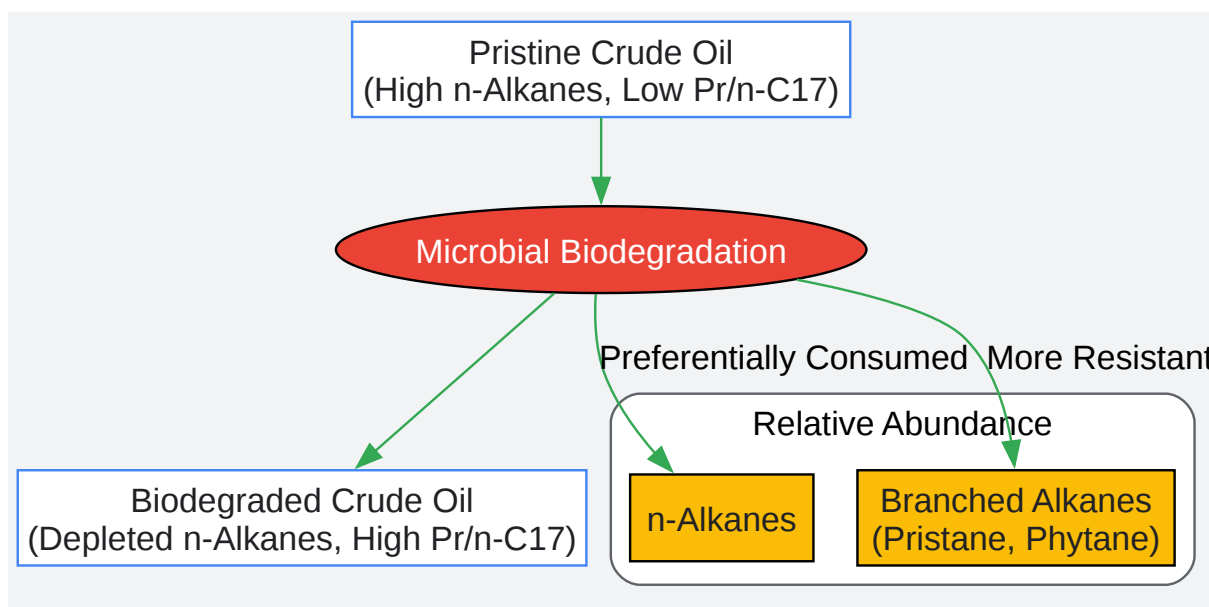 Pristine Crude Oil
(High n-Alkanes, Low Pr/n-C17)
Microbial Biodegradation
Preferentially Consumed
More Resistant
Relative Abundance
Biodegraded Crude Oil
(Depleted n-Alkanes, High Pr/n-C17)
n-Alkanes
Branched Alkanes
(Pristane, Phytane)